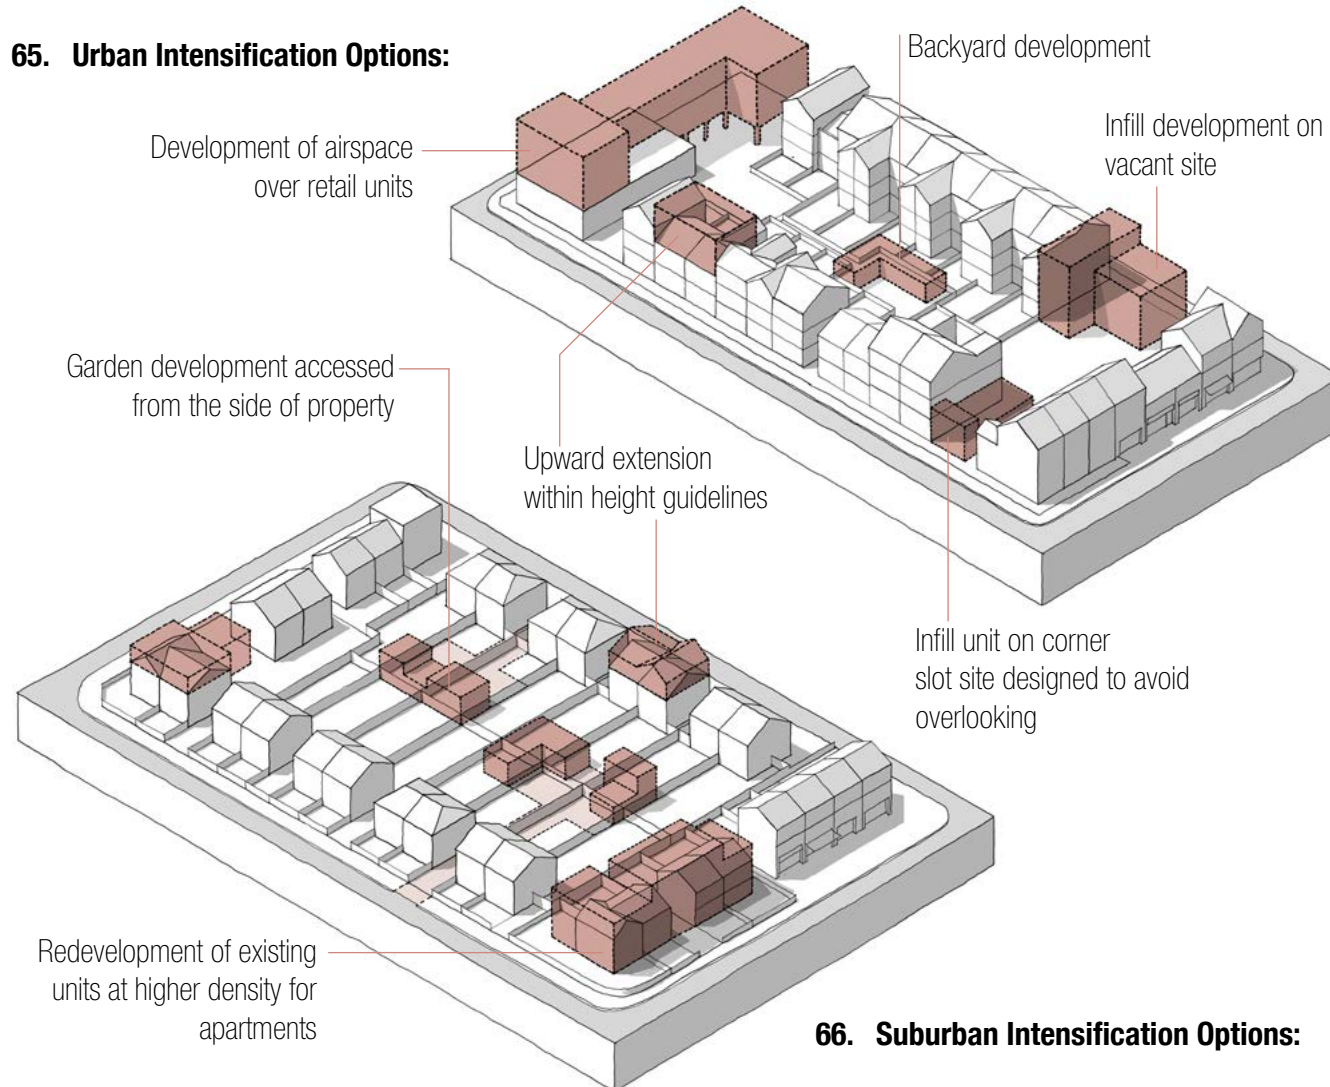 65. Urban Intensification Options:
Backyard development
Development of airspace
over retail units
Infill development on
vacant site
Garden development accessed
from the side of property
Upward extension
within height guidelines
Infill unit on corner
slot site designed to avoid
overlooking
Redevelopment of existing
units at higher density for
apartments
66. Suburban Intensification Options: